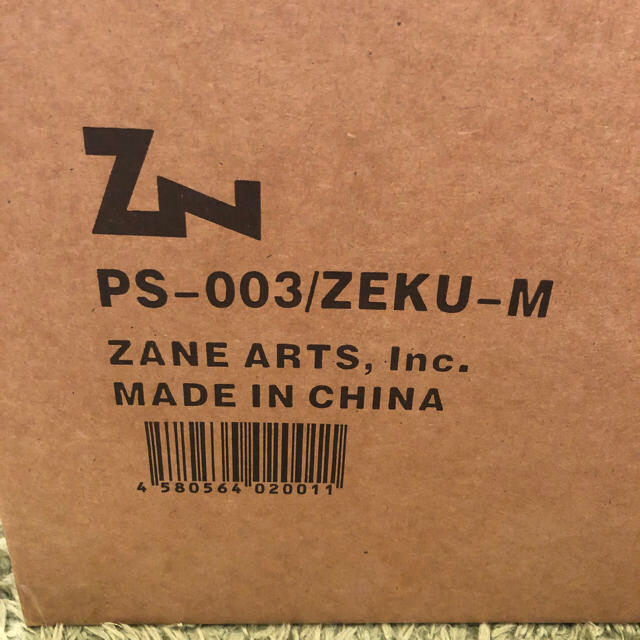 ZN
PS-003/ZEKU-M
ZANE ARTS, Inc.
MADE IN CHINA
4 580564 020011